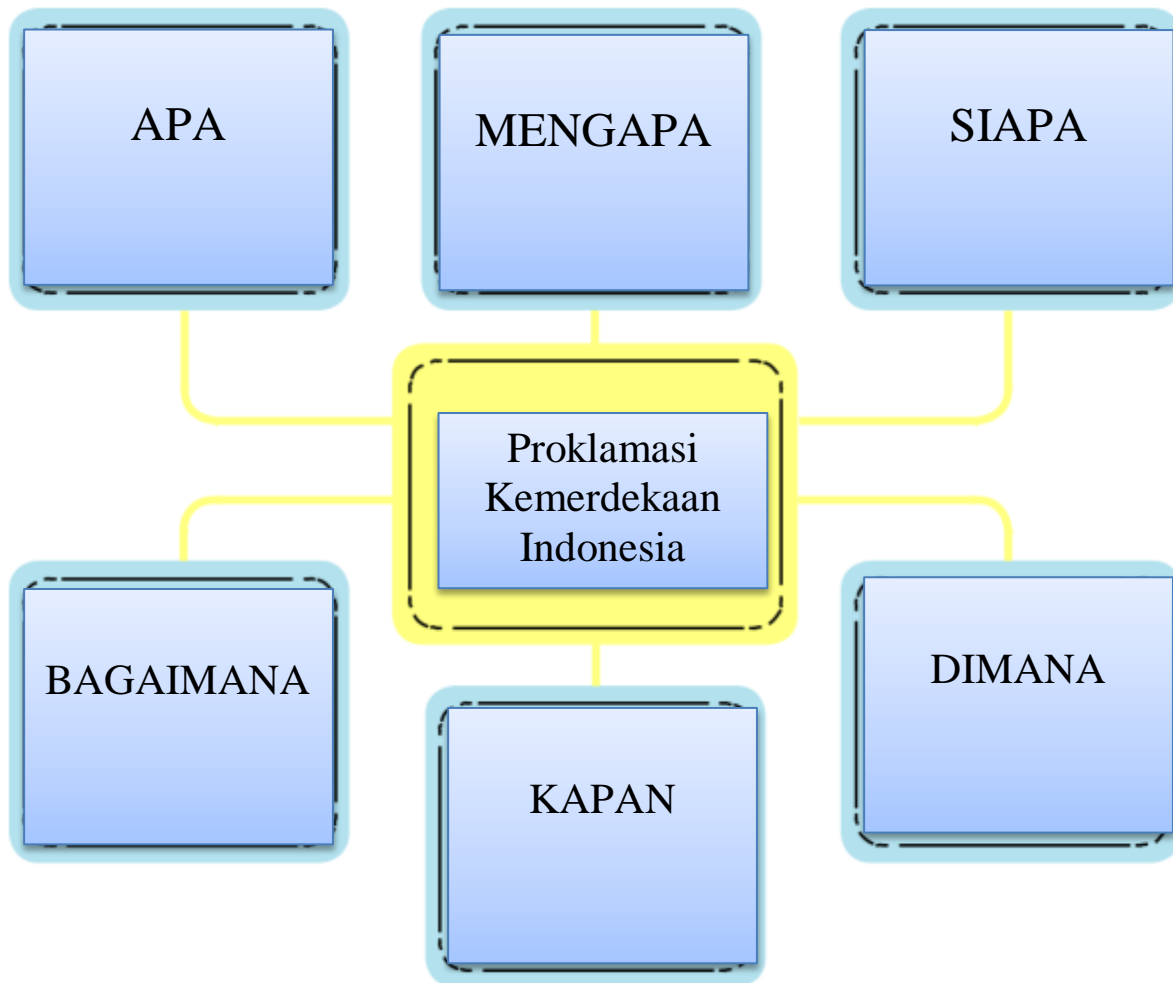 APA
MENGAPA
SIAPA
Proklamasi
Kemerdekaan
Indonesia
BAGAIMANA
KAPAN
DIMANA